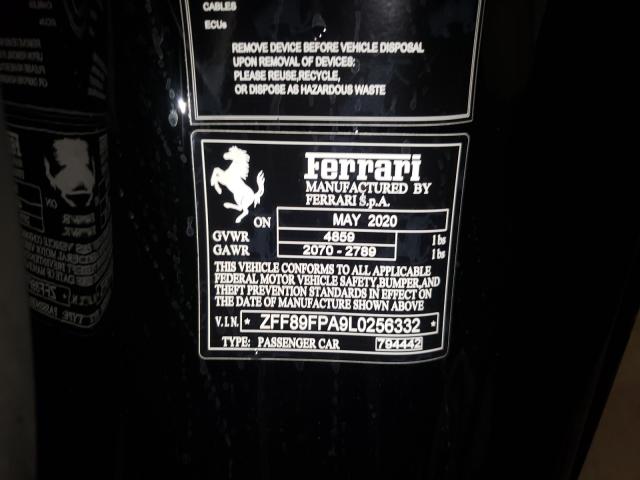 CABLES
ECUs
REMOVE DEVICE BEFORE VEHICLE DISPOSAL
UPON REMOVAL OF DEVICES:
PLEASE REUSE,RECYCLE,
OR DISPOSE AS HAZARDOUS WASTE
Ferrari
MANUFACTURED BY
FERRARI S.p.A.
ON MAY 2020
GVWR 4859 lbs
GAWR 2070 - 2789 lbs
THIS VEHICLE CONFORMS TO ALL APPLICABLE
FEDERAL MOTOR VEHICLE SAFETY,BUMPER,AND
THEFT PREVENTION STANDARDS IN EFFECT ON
THE DATE OF MANUFACTURE SHOWN ABOVE
V.I.N. * ZFF89FPA9L0256332 *
TYPE: PASSENGER CAR 794442